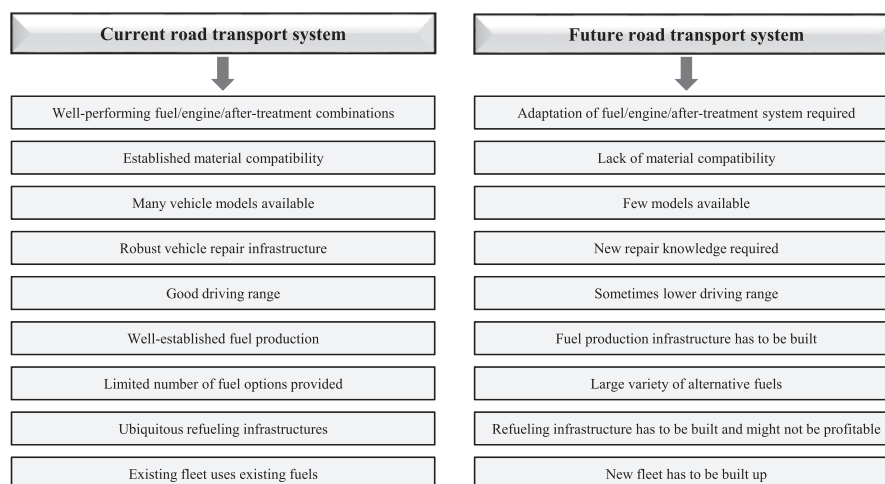 Current road transport system
Well-performing fuel/engine/after-treatment combinations
Established material compatibility
Many vehicle models available
Robust vehicle repair infrastructure
Good driving range
Well-established fuel production
Limited number of fuel options provided
Ubiquitous refueling infrastructures
Existing fleet uses existing fuels
Future road transport system
Adaptation of fuel/engine/after-treatment system required
Lack of material compatibility
Few models available
New repair knowledge required
Sometimes lower driving range
Fuel production infrastructure has to be built
Large variety of alternative fuels
Refueling infrastructure has to be built and might not be profitable
New fleet has to be built up